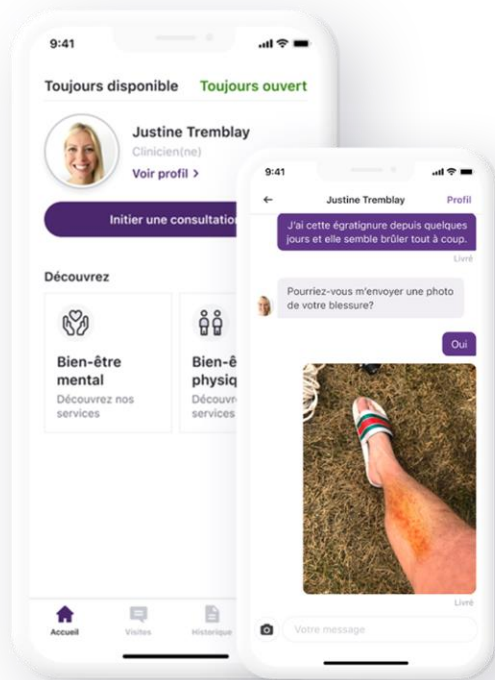 9:41
Toujours disponible Toujours ouvert
Justine Tremblay
Clinicien(ne)
Voir profil >
Initier une consultation
Découvrez
Bien-être
mental
Découvrez nos
services
Bien-ê
physiq
Découvr
services
Accueil Visites Historique
9:41
Justine Tremblay Profil
J'ai cette égratignure depuis quelques
jours et elle semble brûler tout à coup.
Livré
Pourriez-vous m'envoyer une photo
de votre blessure?
Oui
Livré
Votre message